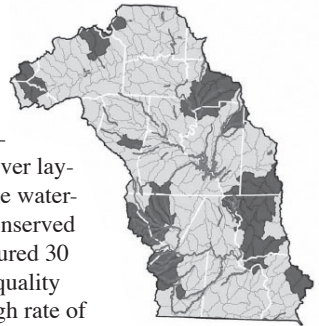 –
ver lay-
e water-
nserved
ured 30
quality
gh rate of